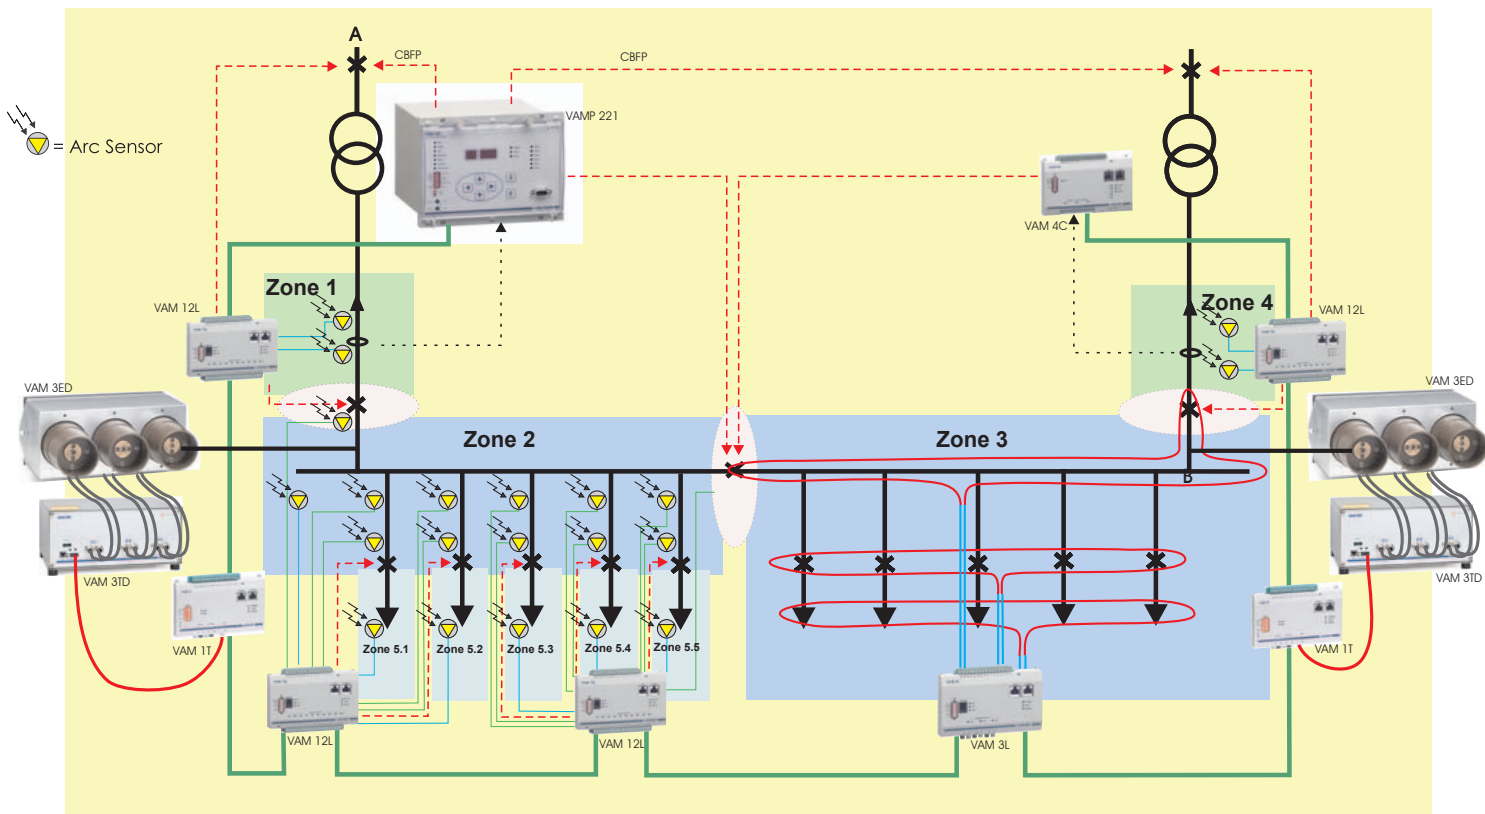 A
CBFP
CBFP
VAMP 221
= Arc Sensor
VAM 4C
Zone 1
Zone 4
VAM 12L
VAM 12L
VAM 3ED
VAM 3ED
Zone 2
Zone 3
B
VAM 3TD
VAM 3TD
VAM 1T
VAM 1T
Zone 5.1
Zone 5.2
Zone 5.3
Zone 5.4
Zone 5.5
VAM 12L
VAM 12L
VAM 3L